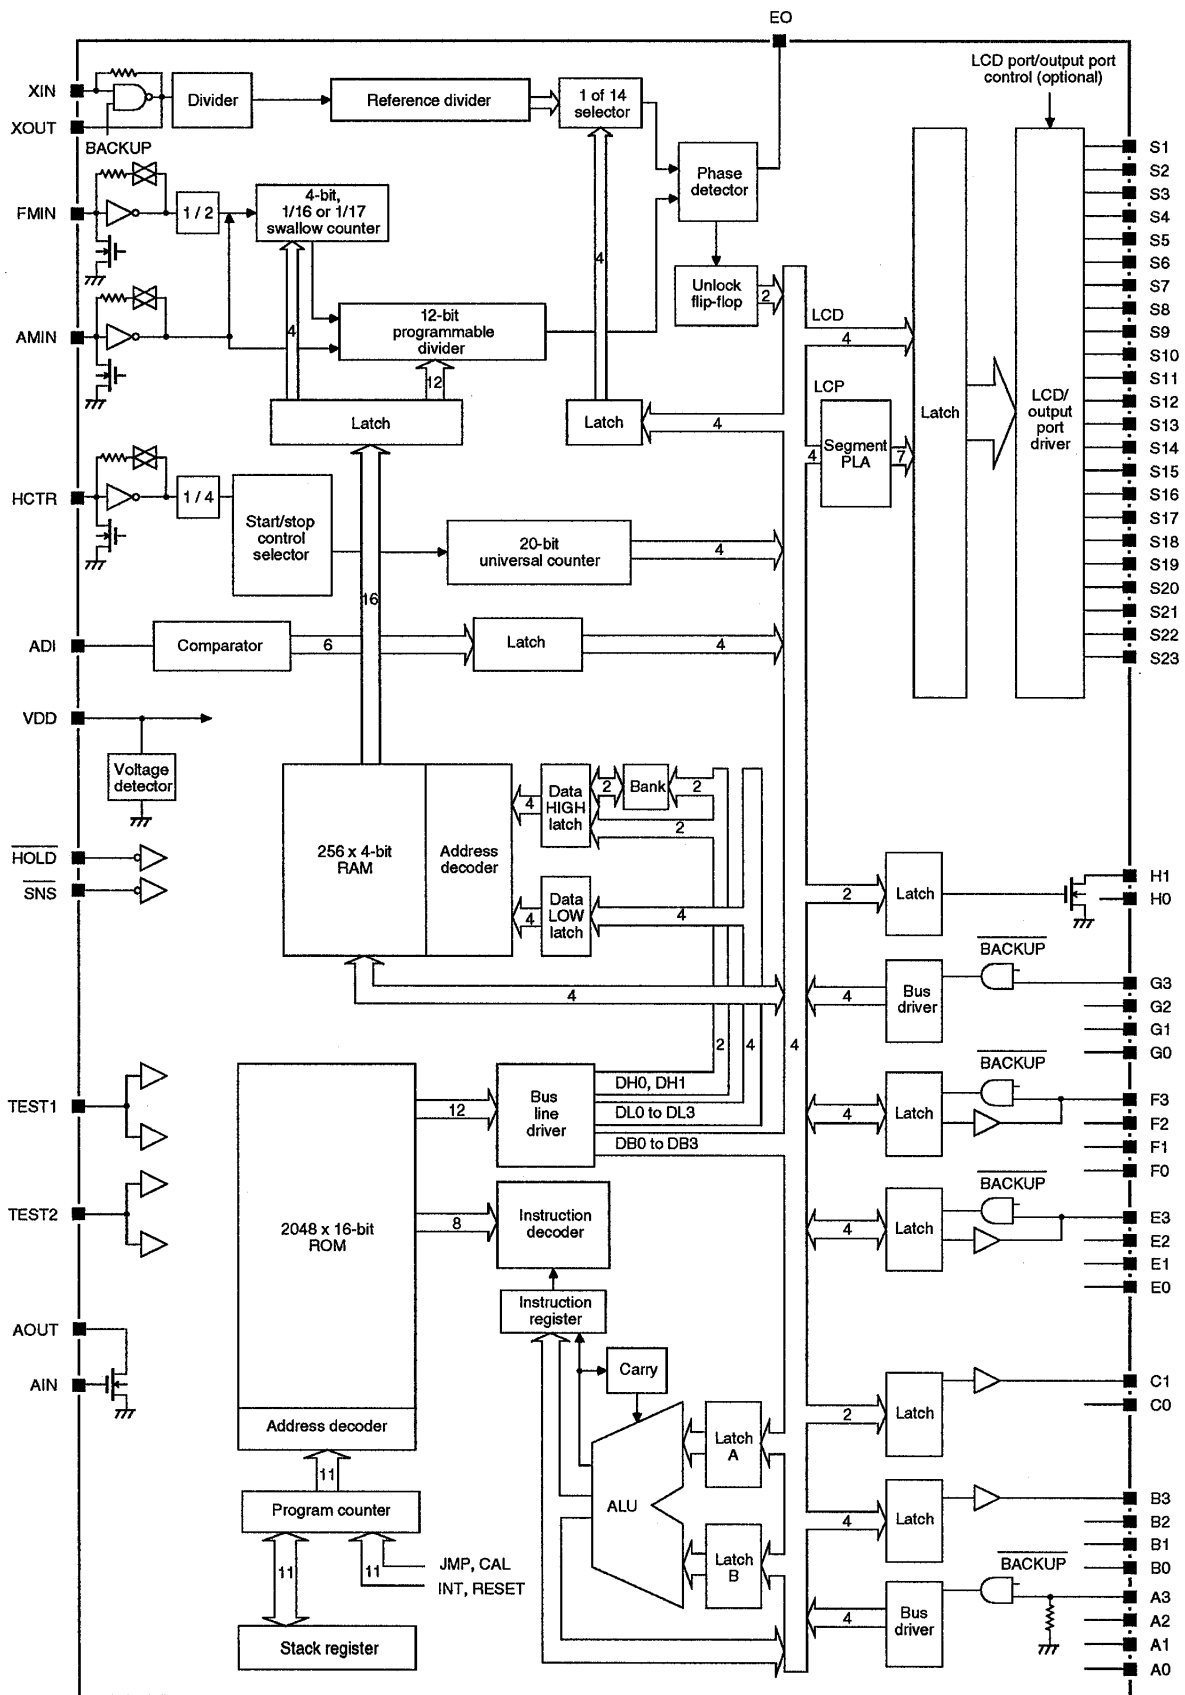 EO
LCD port/output port
control (optional)
XIN
XOUT
BACKUP
Divider
Reference divider
1 of 14
selector
Phase
detector
FMIN
1 / 2
4-bit,
1/16 or 1/17
swallow counter
4
4
Unlock
flip-flop
2
AMIN
12-bit
programmable
divider
12
LCD
4
LCP
Latch
Latch
4
4
Segment
PLA
7
Latch
LCD/
output
port
driver
S1
S2
S3
S4
S5
S6
S7
S8
S9
S10
S11
S12
S13
S14
S15
S16
S17
S18
S19
S20
S21
S22
S23
HCTR
1 / 4
Start/stop
control
selector
20-bit
universal counter
4
16
ADI
Comparator
6
Latch
4
VDD
Voltage
detector
HOLD
SNS
256 x 4-bit
RAM
Address
decoder
4
Data
HIGH
latch
2
Bank
2
2
4
Data
LOW
latch
4
4
2
4
4
2
Latch
H1
H0
BACKUP
4
Bus
driver
G3
G2
G1
G0
BACKUP
4
Latch
F3
F2
F1
F0
BACKUP
4
Latch
E3
E2
E1
E0
TEST1
TEST2
2048 x 16-bit
ROM
12
Bus
line
driver
DH0, DH1
DL0 to DL3
DB0 to DB3
8
Instruction
decoder
Instruction
register
AOUT
AIN
Carry
Address decoder
11
Program counter
11
11
JMP, CAL
INT, RESET
Stack register
ALU
Latch
A
Latch
B
2
Latch
C1
C0
4
Latch
B3
B2
B1
B0
BACKUP
4
Bus
driver
A3
A2
A1
A0